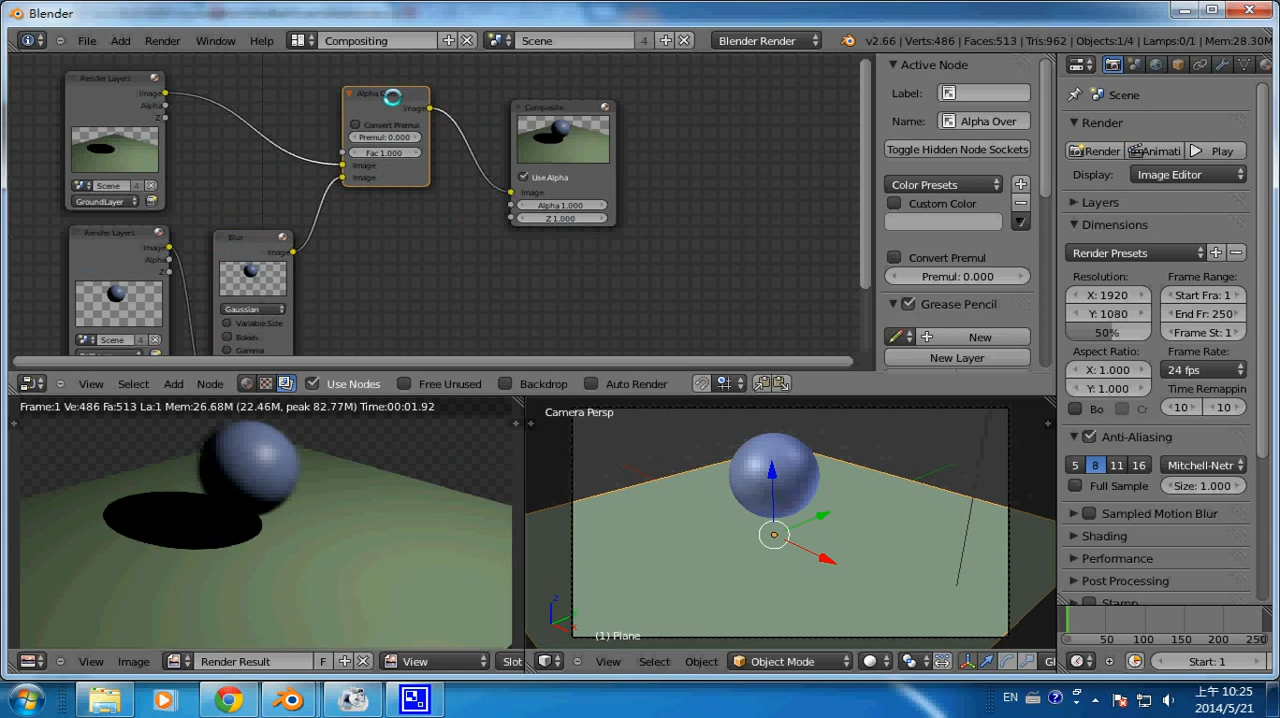 Blender
File Add Render Window Help Compositing Scene 4 Blender Render v2.66 | Verts:486 | Faces:513 | Tris:962 | Objects:1/4 | Lamps:0/1 | Mem:28.30M
Render Layers
Image
Alpha
Z
Scene 4
GroundLayer
Render Layers
Image
Alpha
Z
Scene 4
Blur
Image
Gaussian
Variable Size
Bokeh
Gamma
Image
Convert Premul
Premul: 0.000
Fac 1.000
Image
Image
Composite
Use Alpha
Image
Alpha 1.000
Z 1.000
Active Node
Label:
Name: Alpha Over
Toggle Hidden Node Sockets
Color Presets
Custom Color
Convert Premul
Premul: 0.000
Grease Pencil
New
New Layer
Scene
Render
Render Animati Play
Display: Image Editor
Layers
Dimensions
Render Presets
Resolution: Frame Range:
X: 1920 Start Fra: 1
Y: 1080 End Fr: 250
50% Frame St: 1
Aspect Ratio: Frame Rate:
X: 1.000 24 fps
Y: 1.000 Time Remappin
Bo Cr 10 10
Anti-Aliasing
5 8 11 16 Mitchell-Netr
Full Sample Size: 1.000
Sampled Motion Blur
Shading
Performance
Post Processing
Stamp
View Select Add Node Use Nodes Free Unused Backdrop Auto Render
Frame:1 Ve:486 Fa:513 La:1 Mem:26.68M (22.46M, peak 82.77M) Time:00:01.92
Camera Persp
(1) Plane
0 50 100 150 200 250
View Image Render Result F View Slot
View Select Object Object Mode Gl
Start: 1
EN
上午 10:25
2014/5/21